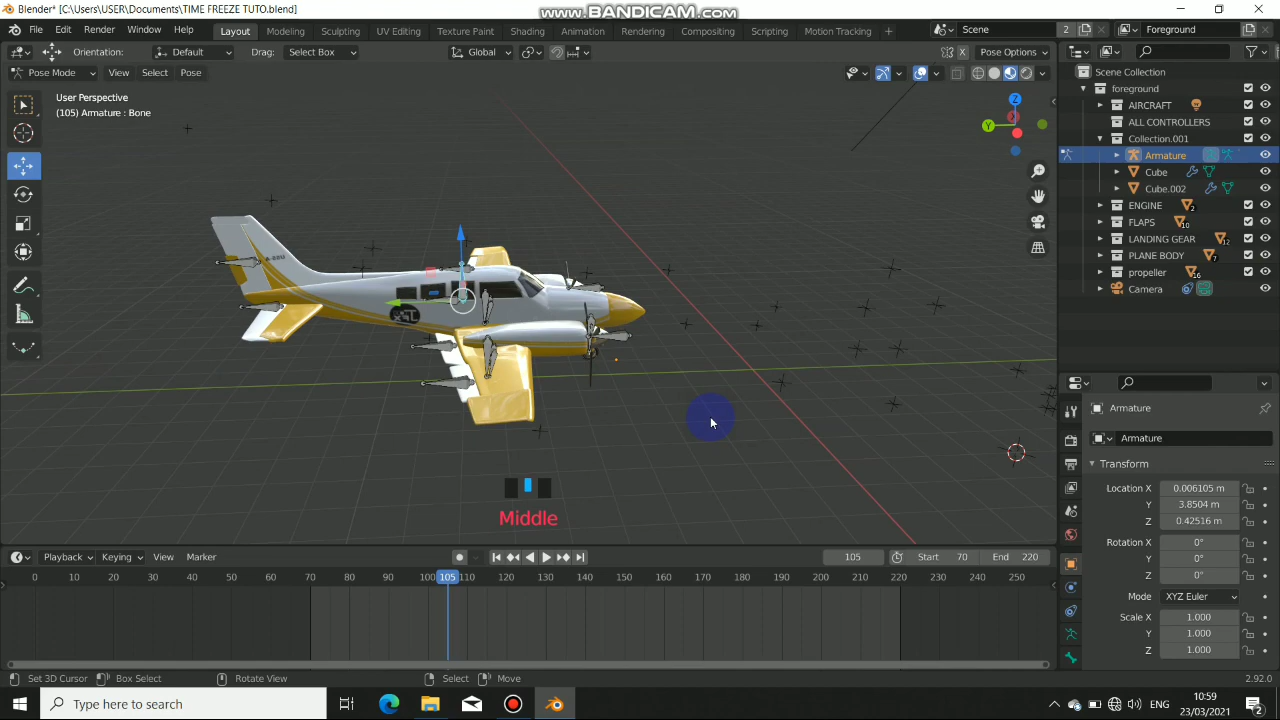 Blender* [C:\Users\USER\Documents\TIME FREEZE TUTO.blend]
www.BANDICAM.com
File Edit Render Window Help Layout Modeling Sculpting UV Editing Texture Paint Shading Animation Rendering Compositing Scripting Motion Tracking + Scene 2 Foreground
Orientation: Default Drag: Select Box Global X Pose Options
Pose Mode View Select Pose
User Perspective
(105) Armature : Bone
Z
Y
X
Scene Collection
foreground
AIRCRAFT
ALL CONTROLLERS
Collection.001
Armature
Cube
Cube.002
ENGINE 2
FLAPS 10
LANDING GEAR 12
PLANE BODY 7
propeller 16
Camera
Middle
Armature
Armature
Transform
Location X 0.006105 m
Y 3.8504 m
Z 0.42516 m
Rotation X 0°
Y 0°
Z 0°
Mode XYZ Euler
Scale X 1.000
Y 1.000
Z 1.000
Playback Keying View Marker 105 Start 70 End 220
0 10 20 30 40 50 60 70 80 90 100 105 110 120 130 140 150 160 170 180 190 200 210 220 230 240 250
Set 3D Cursor Box Select Rotate View Select Move 2.92.0
Type here to search
ENG
10:59
23/03/2021
2